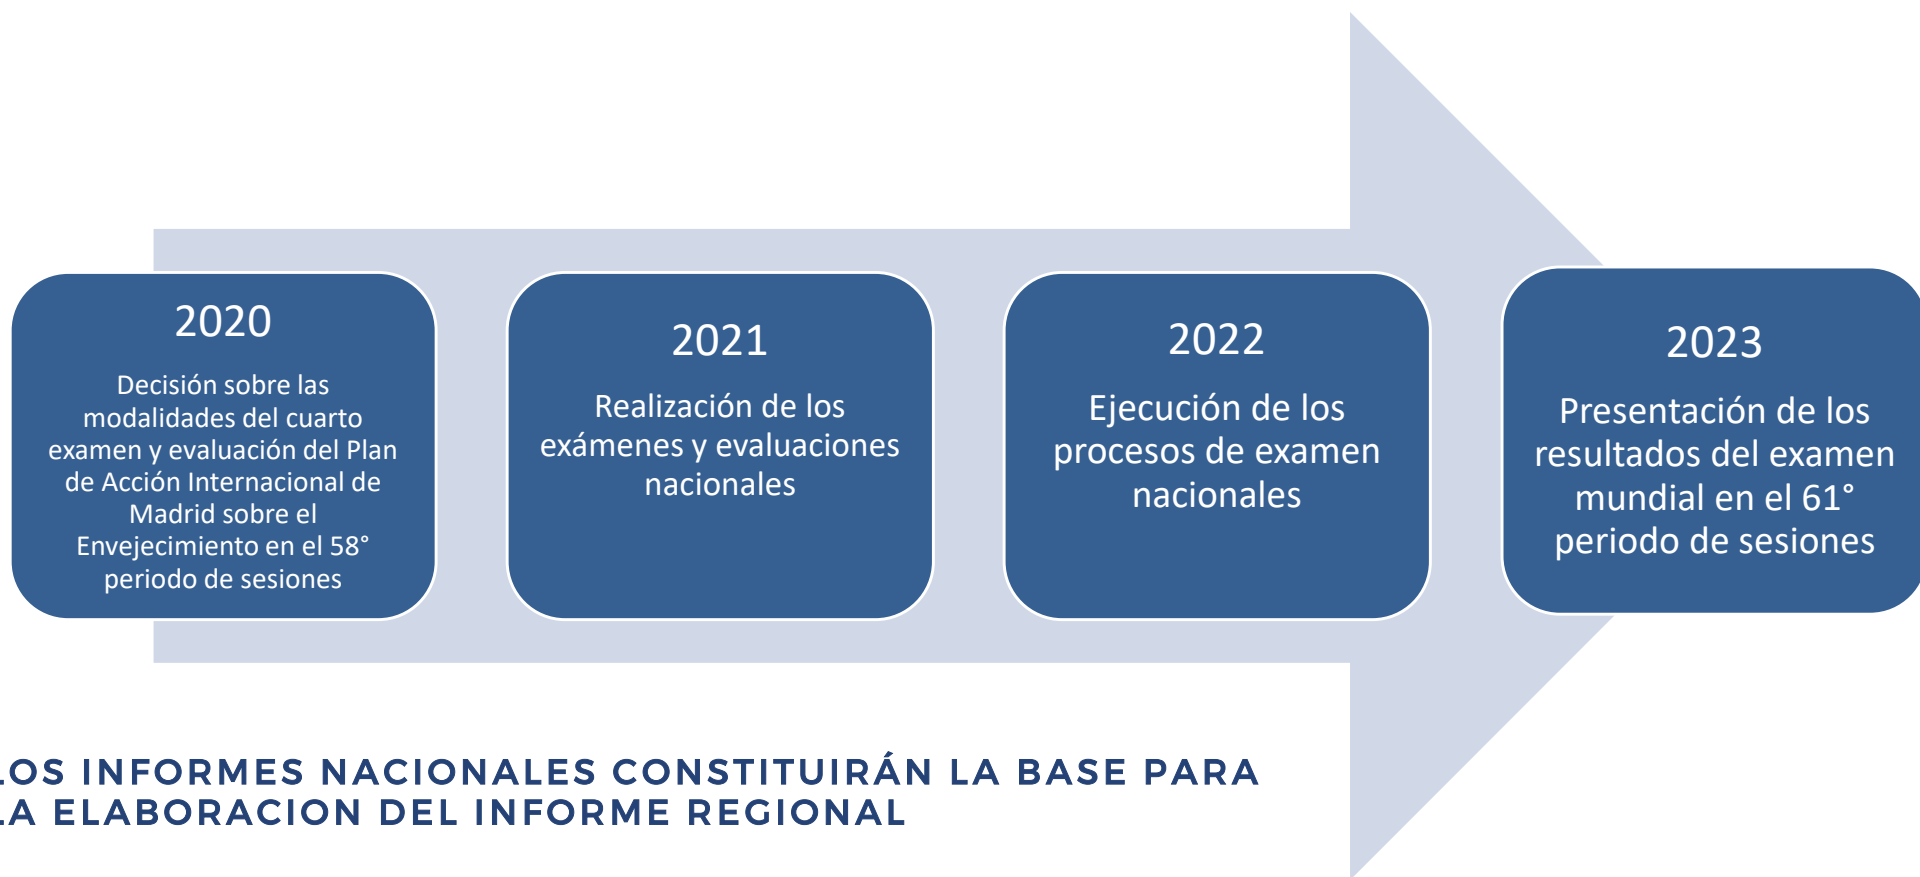 2020
Decisión sobre las
modalidades del cuarto
examen y evaluación del Plan
de Acción Internacional de
Madrid sobre el
Envejecimiento en el 58°
periodo de sesiones
2021
Realización de los
exámenes y evaluaciones
nacionales
2022
Ejecución de los
procesos de examen
nacionales
2023
Presentación de los
resultados del examen
mundial en el 61°
periodo de sesiones
LOS INFORMES NACIONALES CONSTITUIRÁN LA BASE PARA
LA ELABORACION DEL INFORME REGIONAL